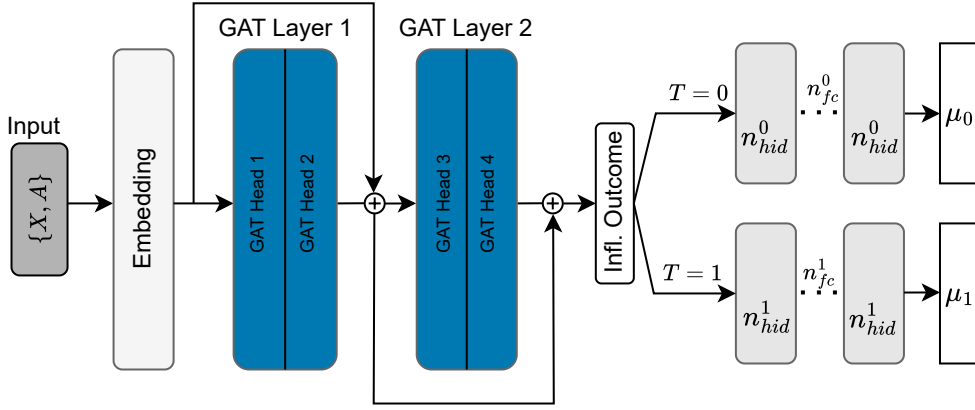 Input
{X, A}
Embedding
GAT Layer 1
GAT Head 1
GAT Head 2
GAT Layer 2
GAT Head 3
GAT Head 4
Infl. Outcome
T = 0
n^0_{hid}
n^0_{fc}
n^0_{hid}
μ_0
T = 1
n^1_{hid}
n^1_{fc}
n^1_{hid}
μ_1